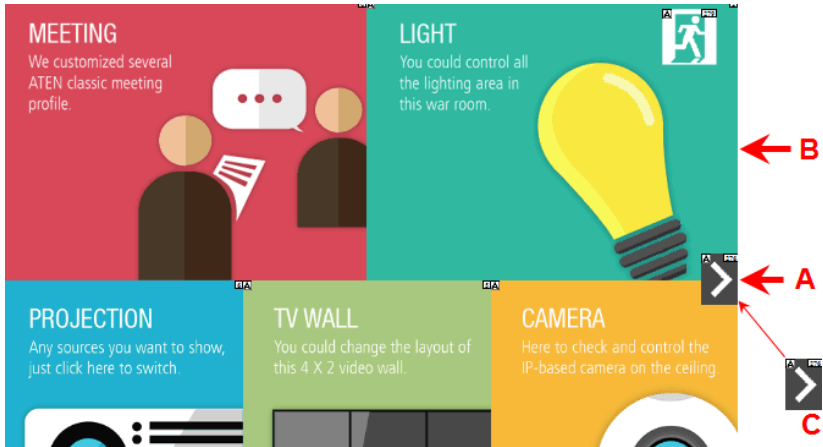 MEETING
We customized several
ATEN classic meeting
profile.
LIGHT
You could control all
the lighting area in
this war room.
B
A
PROJECTION
Any sources you want to show,
just click here to switch.
TV WALL
You could change the layout of
this 4 X 2 video wall.
CAMERA
Here to check and control the
IP-based camera on the ceiling.
C